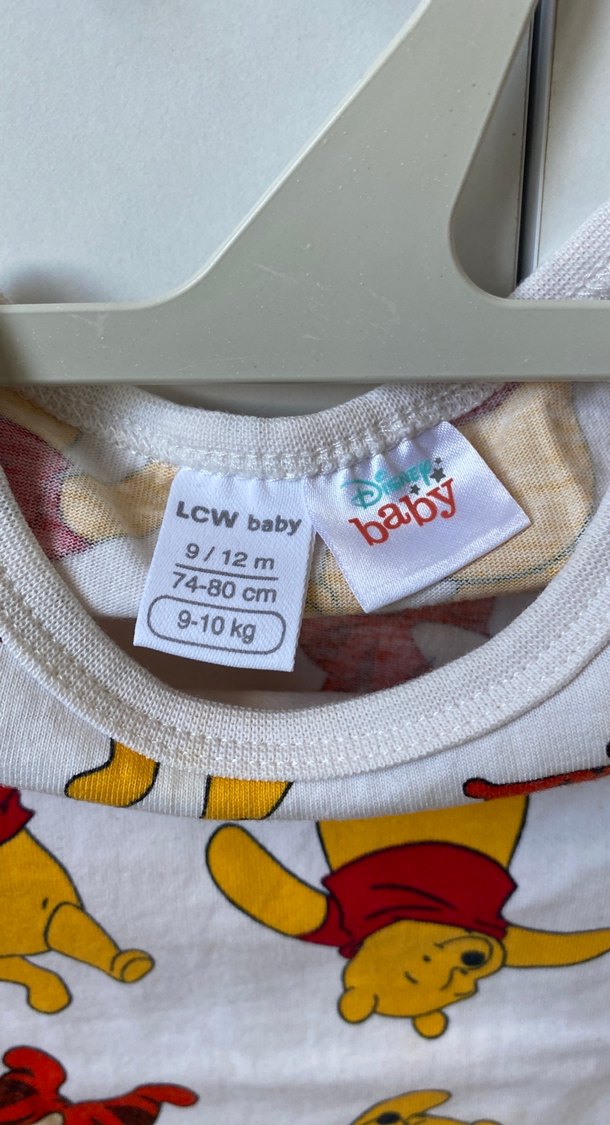 LCW baby
9 / 12 m
74-80 cm
9-10 kg
Disney
baby